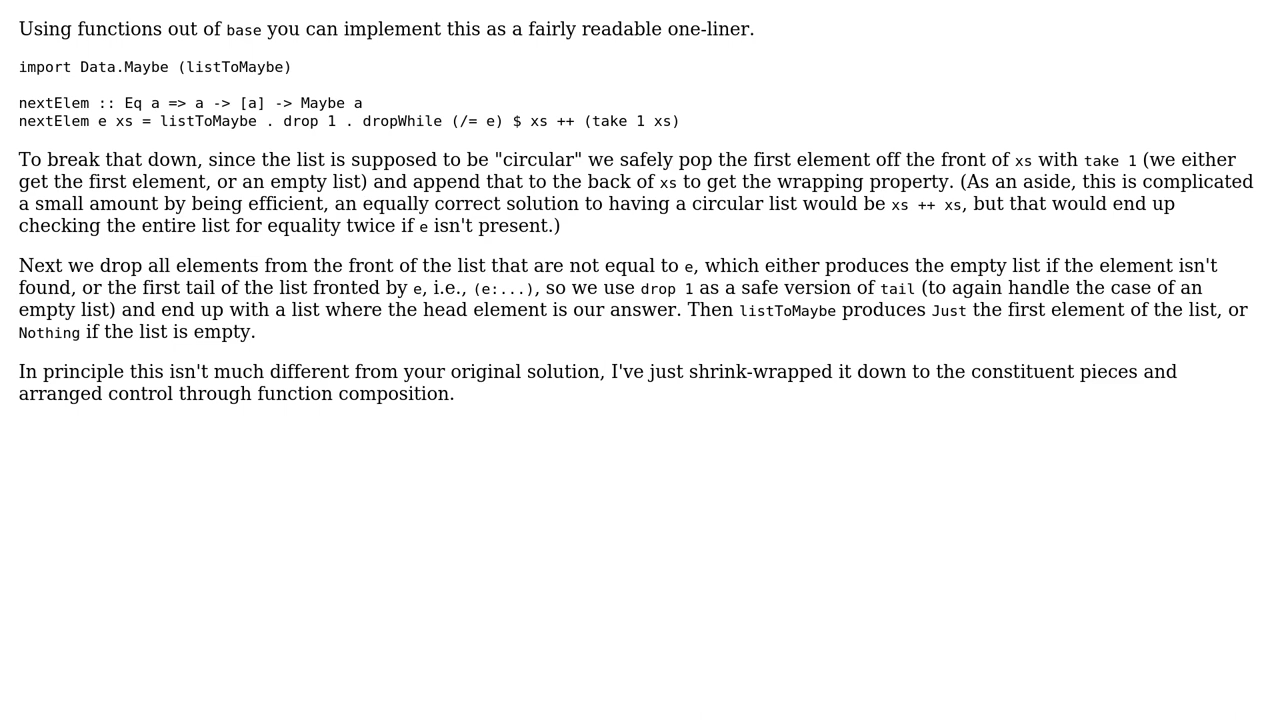 Using functions out of base you can implement this as a fairly readable one-liner.
import Data.Maybe (listToMaybe)
nextElem :: Eq a => a -> [a] -> Maybe a
nextElem e xs = listToMaybe . drop 1 . dropWhile (/= e) $ xs ++ (take 1 xs)
To break that down, since the list is supposed to be "circular" we safely pop the first element off the front of xs with take 1 (we either
get the first element, or an empty list) and append that to the back of xs to get the wrapping property. (As an aside, this is complicated
a small amount by being efficient, an equally correct solution to having a circular list would be xs ++ xs, but that would end up
checking the entire list for equality twice if e isn't present.)
Next we drop all elements from the front of the list that are not equal to e, which either produces the empty list if the element isn't
found, or the first tail of the list fronted by e, i.e., (e:...), so we use drop 1 as a safe version of tail (to again handle the case of an
empty list) and end up with a list where the head element is our answer. Then listToMaybe produces Just the first element of the list, or
Nothing if the list is empty.
In principle this isn't much different from your original solution, I've just shrink-wrapped it down to the constituent pieces and
arranged control through function composition.